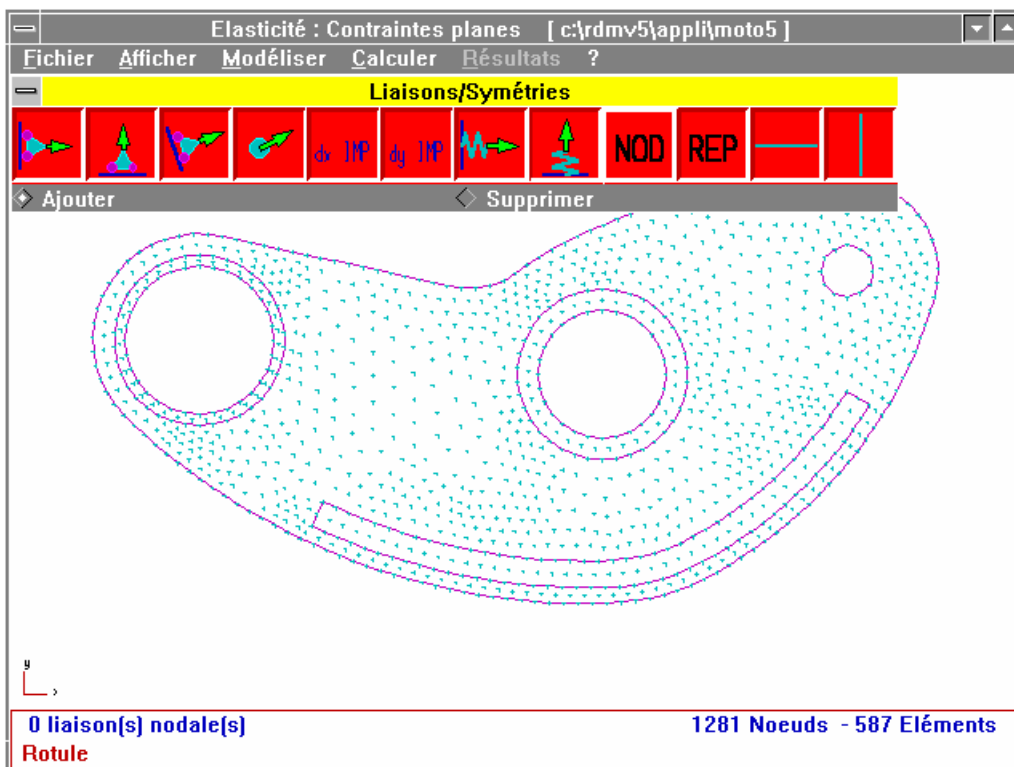 Elasticité : Contraintes planes [ c:\rdmv5\appli\moto5 ]
Fichier Afficher Modéliser Calculer Résultats ?
Liaisons/Symétries
dx IMP dy IMP NOD REP
Ajouter Supprimer
y
x
0 liaison(s) nodale(s) 1281 Noeuds - 587 Eléments
Rotule